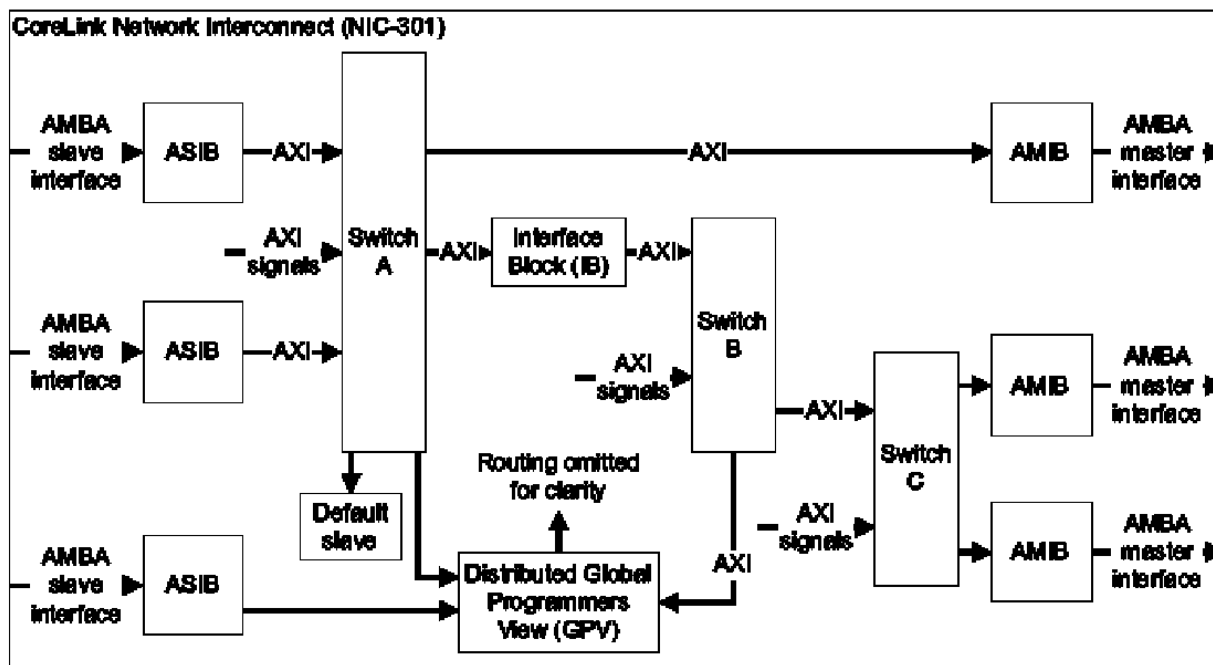 CoreLink Network Interconnect (NIC-301)
AMBA
slave
interface
ASIB
AXI
AXI
AMIB
AMBA
master
interface
AXI
signals
Switch
A
AXI
Interface
Block (IB)
AXI
AMBA
slave
interface
ASIB
AXI
Switch
B
AXI
signals
AXI
AMIB
AMBA
master
interface
Switch
C
Routing omitted
for clarity
Default
slave
AXI
signals
AMIB
AMBA
master
interface
AMBA
slave
interface
ASIB
Distributed Global
Programmers
View (GPV)
AXI